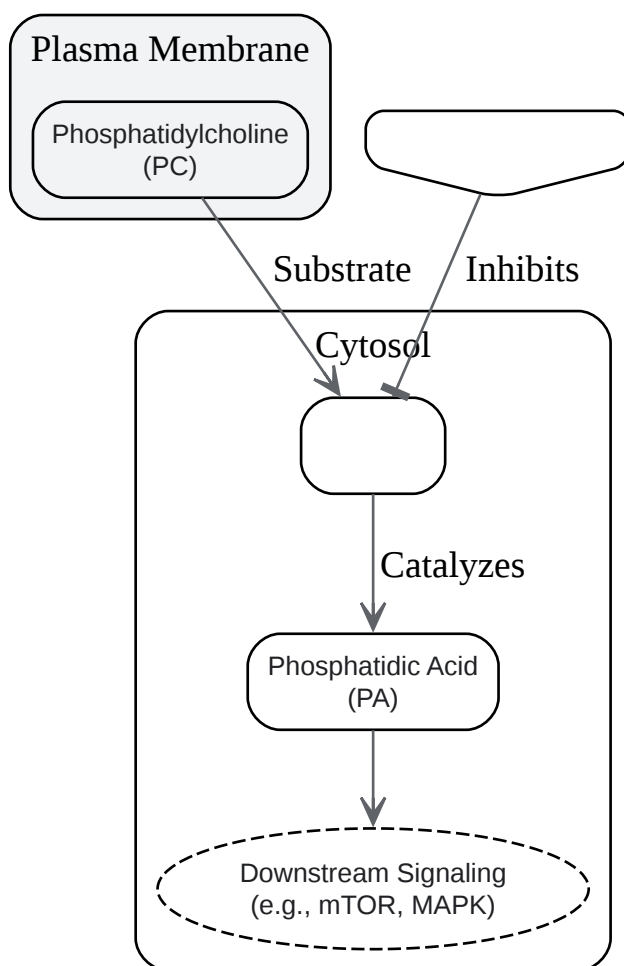 Plasma Membrane
Phosphatidylcholine
(PC)
Substrate
Inhibits
Cytosol
Catalyzes
Phosphatidic Acid
(PA)
Downstream Signaling
(e.g., mTOR, MAPK)